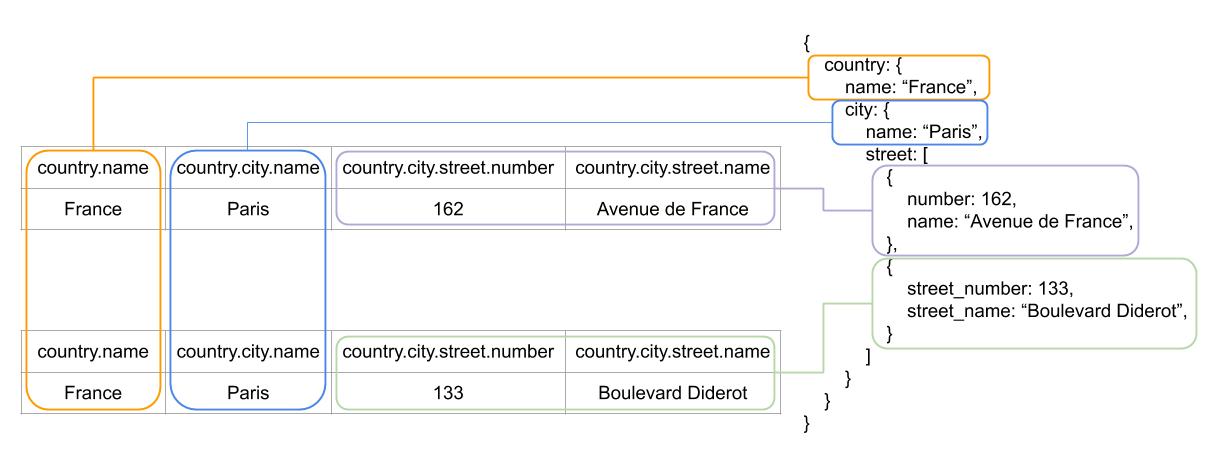 country.name country.city.name country.city.street.number country.city.street.name
France Paris 162 Avenue de France
country.name country.city.name country.city.street.number country.city.street.name
France Paris 133 Boulevard Diderot
{
country: {
name: “France”,
city: {
name: “Paris”,
street: [
{
number: 162,
name: “Avenue de France”,
},
{
street_number: 133,
street_name: “Boulevard Diderot”,
}
]
}
}
}